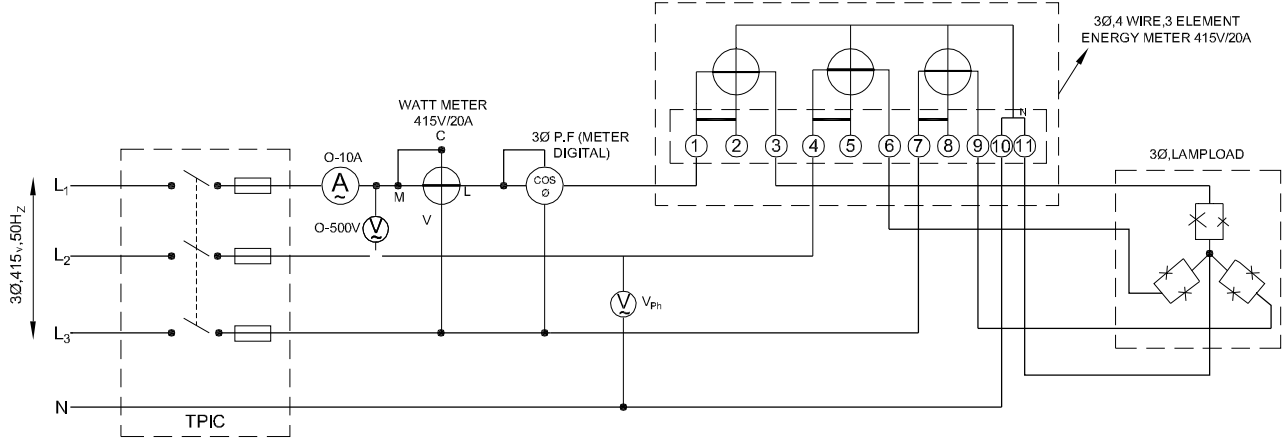 3Ø,4 WIRE,3 ELEMENT
ENERGY METER 415V/20A
WATT METER
415V/20A
C
3Ø P.F (METER
DIGITAL)
N
1 2 3 4 5 6 7 8 9 10 11
3Ø,LAMPLOAD
O-10A
L1
A
~
M
L
COS
Ø
V
O-500V
V
~
3Ø,415v,50HZ
L2
V
~
VPh
L3
N
TPIC